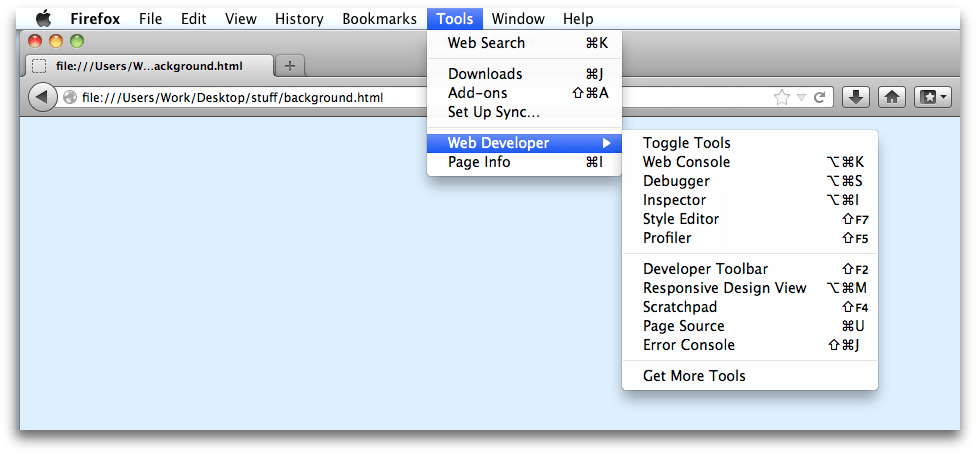 Firefox File Edit View History Bookmarks Tools Window Help
file:///Users/W...ackground.html
file:///Users/Work/Desktop/stuff/background.html
Web Search ⌘K
Downloads ⌘J
Add-ons ⇧⌘A
Set Up Sync...
Web Developer ▶
Page Info ⌘I
Toggle Tools
Web Console ⌥⌘K
Debugger ⌥⌘S
Inspector ⌥⌘I
Style Editor ⇧F7
Profiler ⇧F5
Developer Toolbar ⇧F2
Responsive Design View ⌥⌘M
Scratchpad ⇧F4
Page Source ⌘U
Error Console ⇧⌘J
Get More Tools